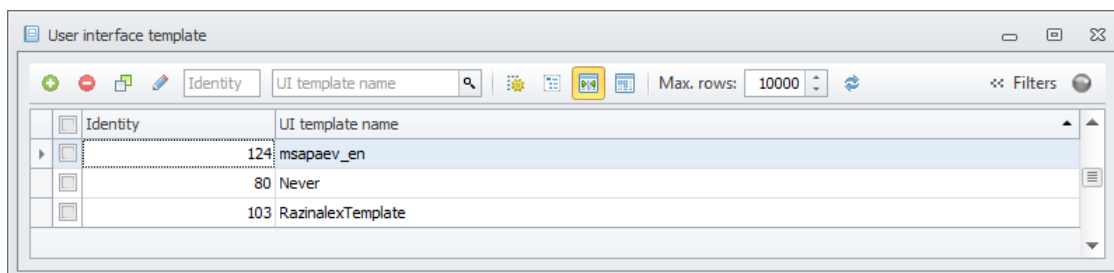 User interface template
Identity UI template name Max. rows: 10000 << Filters
Identity UI template name
124 msapaev_en
80 Never
103 RazinalexTemplate